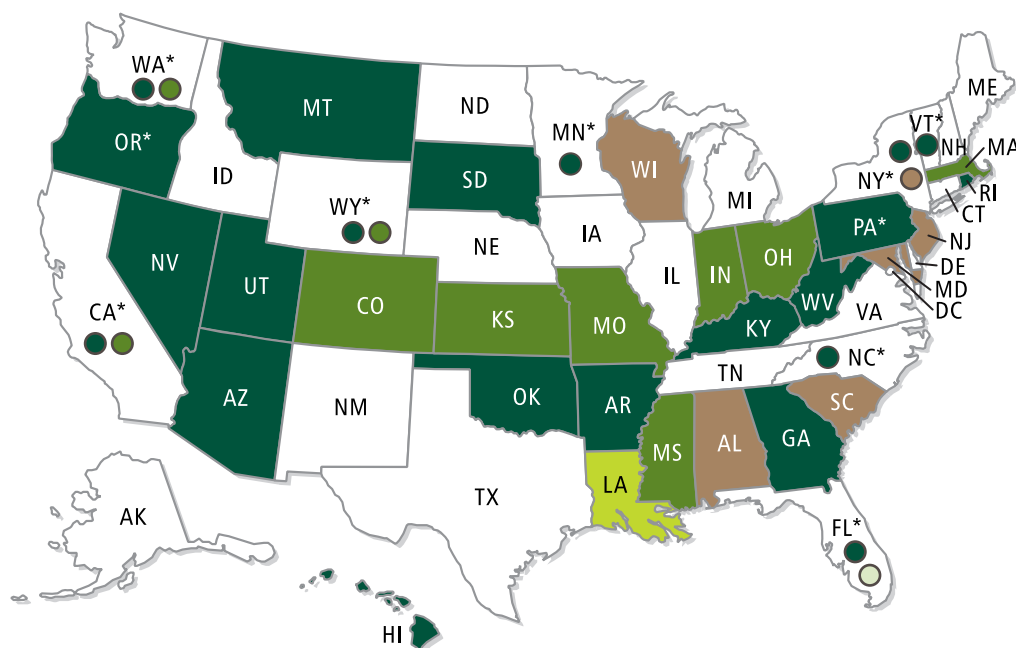 WA*
ME
MT
ND
VT*
MN*
OR*
NH
MA
WI
ID
SD
NY*
RI
MI
WY*
CT
PA*
IA
NJ
NE
NV
OH
IL
IN
DE
UT
MD
WV
CA*
CO
DC
VA
KS
MO
KY
NC*
TN
AZ
NM
OK
AR
SC
MS
AL
GA
LA
TX
AK
FL*
HI